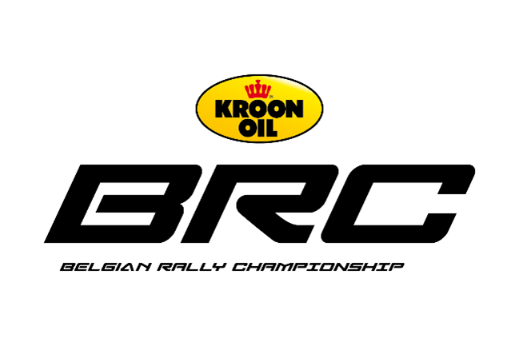 KROON
OIL
BRC
BELGIAN RALLY CHAMPIONSHIP